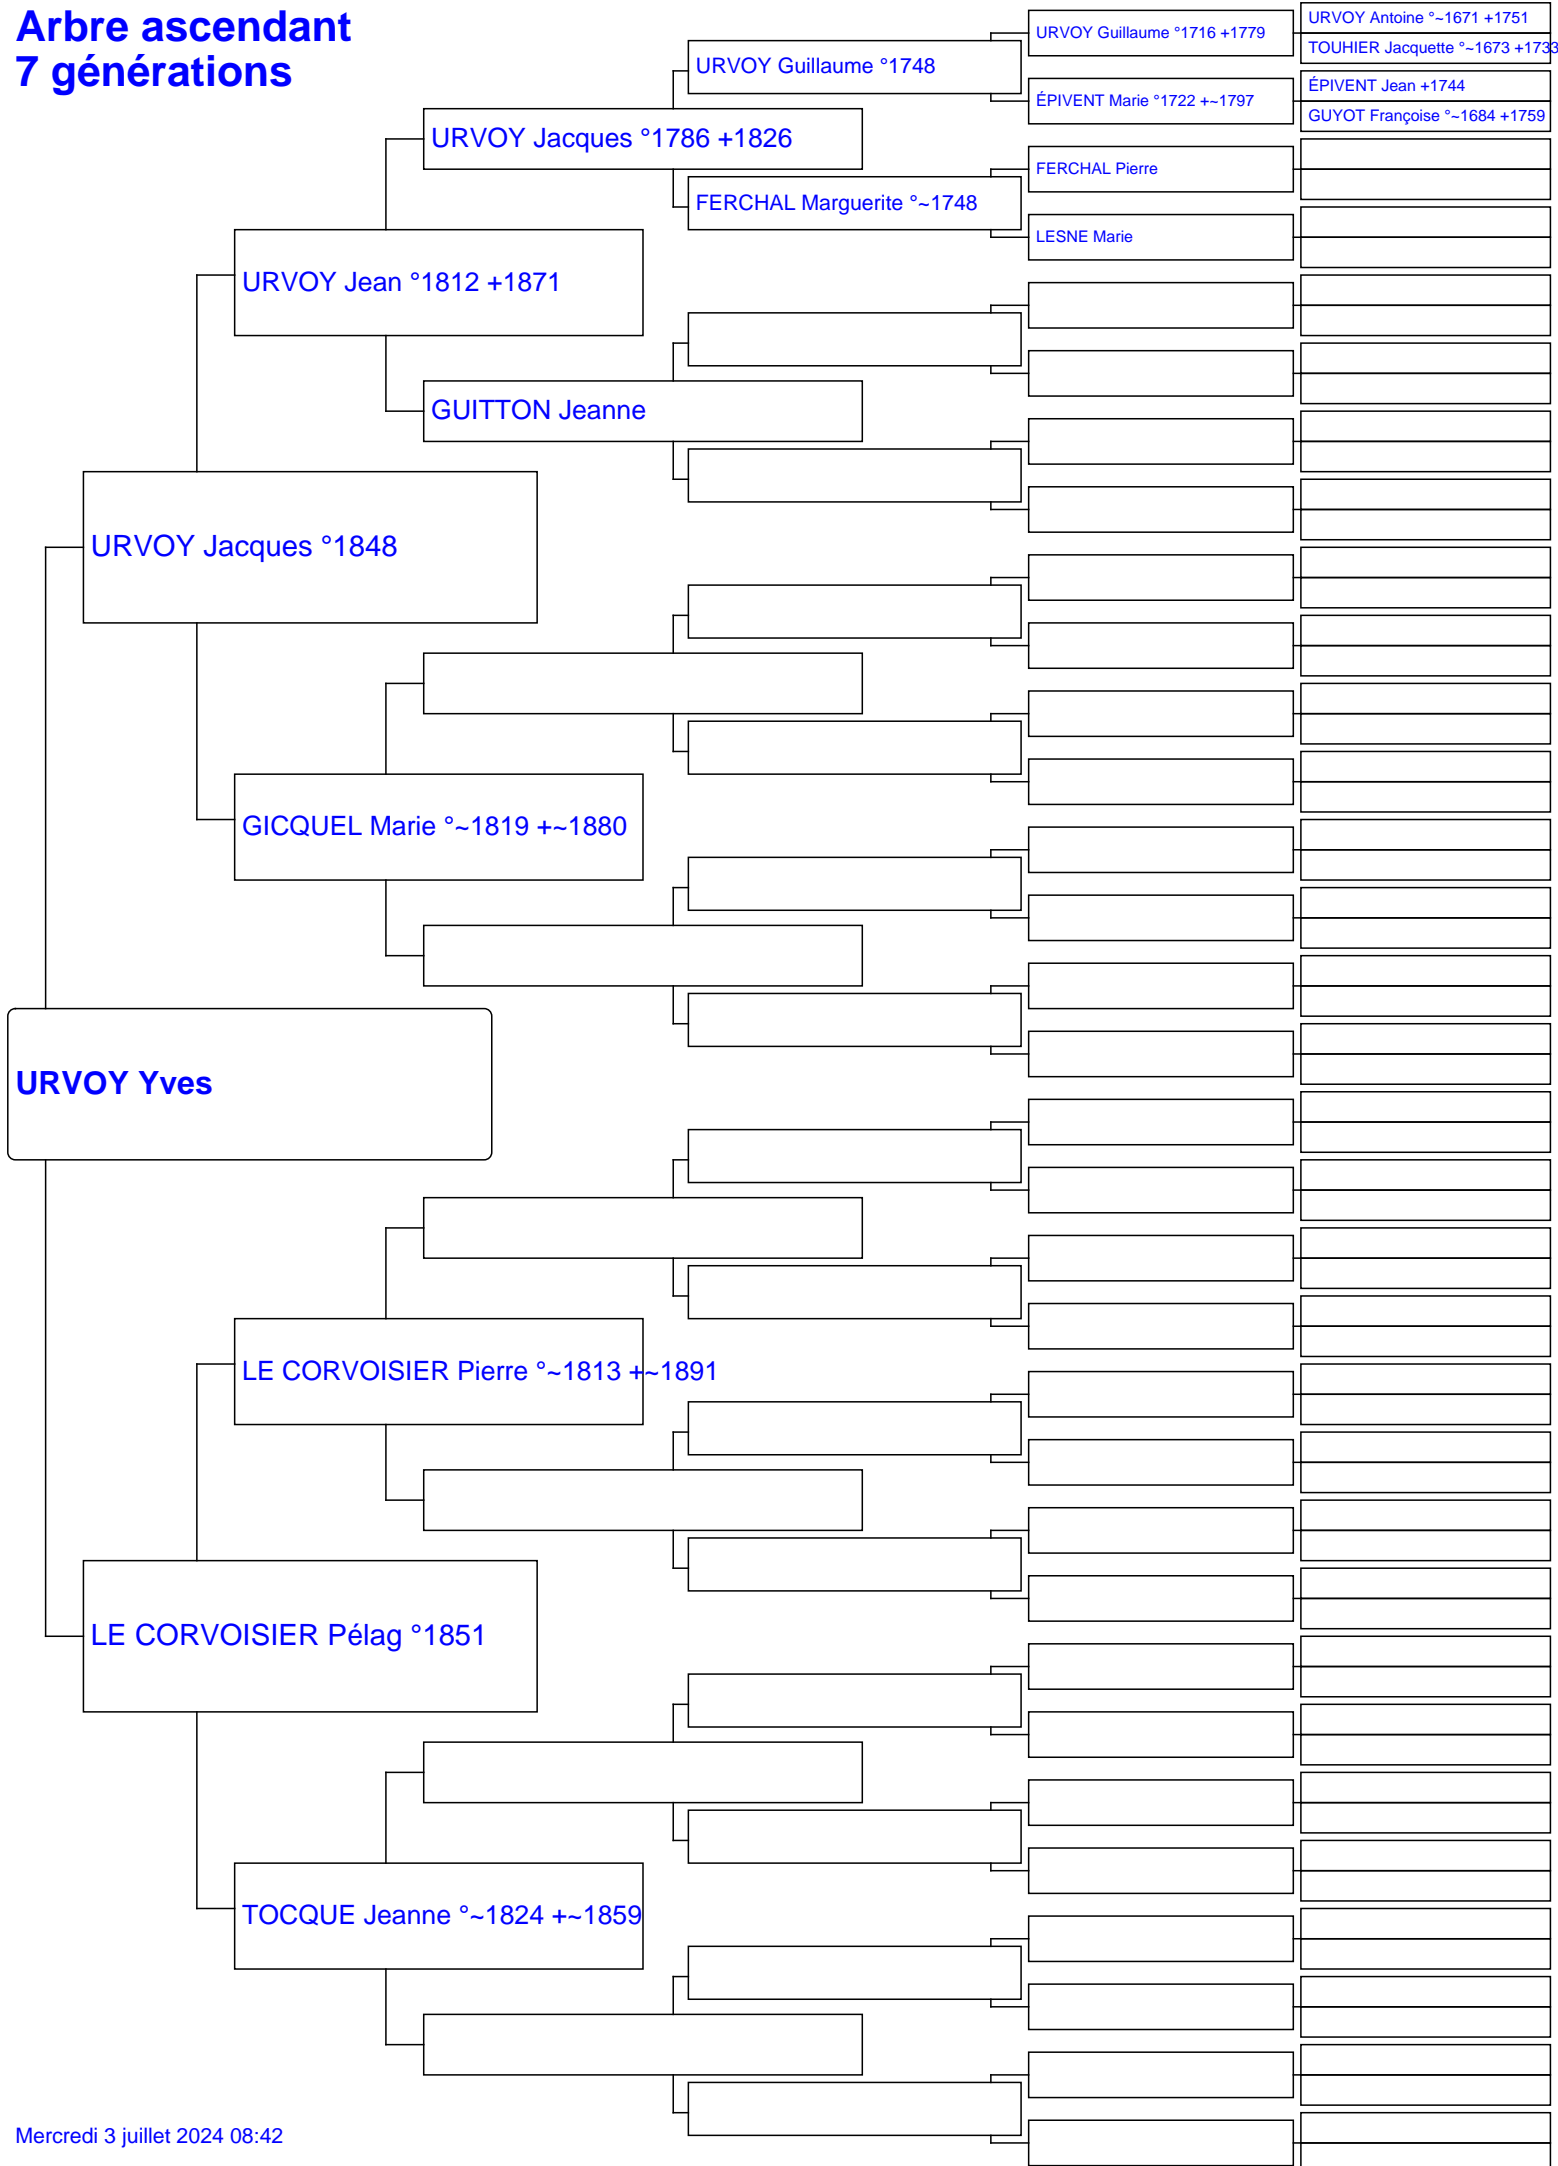 Arbre ascendant
7 générations
URVOY Antoine °~1671 +1751
URVOY Guillaume °1716 +1779
TOUHIER Jacquette °~1673 +1733
URVOY Guillaume °1748
ÉPIVENT Jean +1744
ÉPIVENT Marie °1722 +~1797
GUYOT Françoise °~1684 +1759
URVOY Jacques °1786 +1826
FERCHAL Pierre
FERCHAL Marguerite °~1748
LESNE Marie
URVOY Jean °1812 +1871
GUITTON Jeanne
URVOY Jacques °1848
GICQUEL Marie °~1819 +~1880
URVOY Yves
LE CORVOISIER Pierre °~1813 +~1891
LE CORVOISIER Pélag °1851
TOCQUE Jeanne °~1824 +~1859
Mercredi 3 juillet 2024 08:42